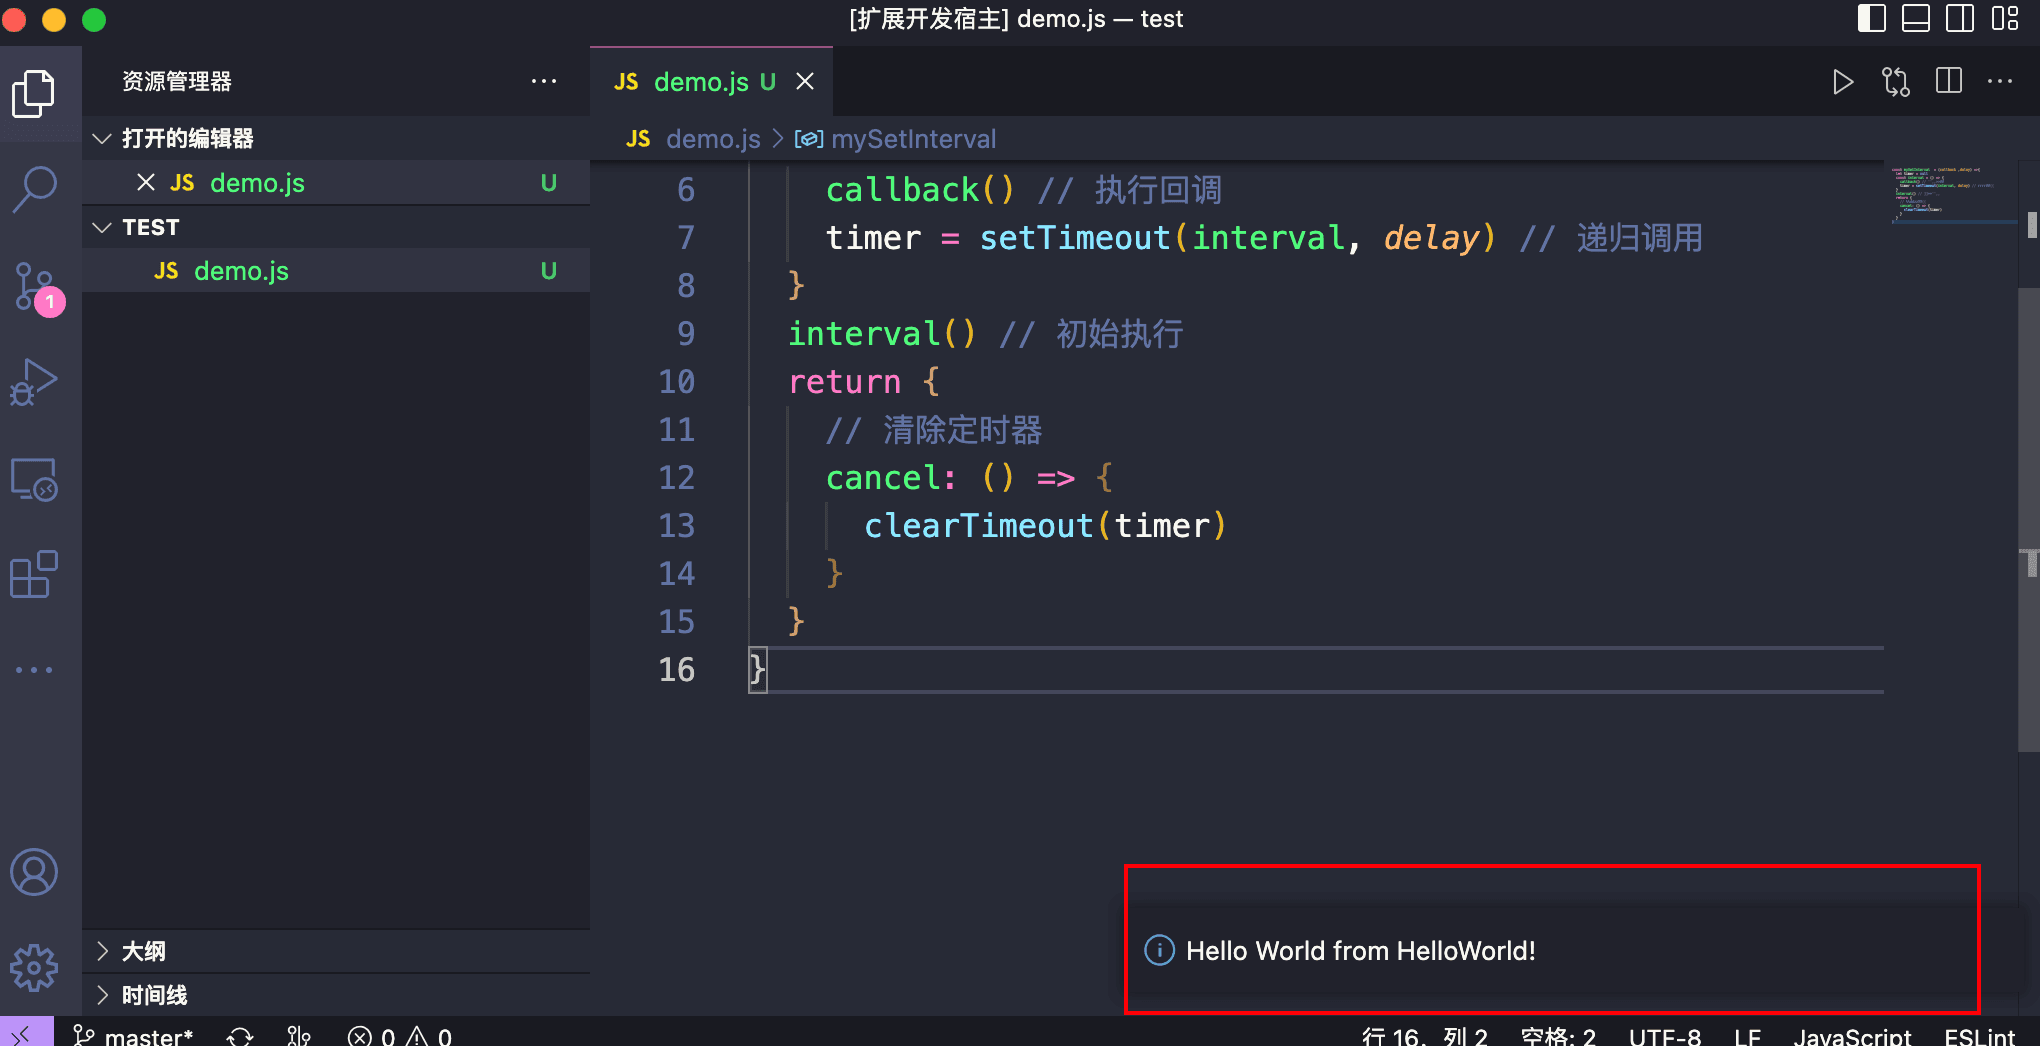 [扩展开发宿主] demo.js — test
资源管理器
JS demo.js U
打开的编辑器
JS demo.js U
TEST
JS demo.js U
大纲
时间线
JS demo.js > mySetInterval
6 callback() // 执行回调
7 timer = setTimeout(interval, delay) // 递归调用
8 }
9 interval() // 初始执行
10 return {
11 // 清除定时器
12 cancel: () => {
13 clearTimeout(timer)
14 }
15 }
16 }
1
Hello World from HelloWorld!
master* 0 0 行 16, 列 2 空格: 2 UTF-8 LF JavaScript ESLint